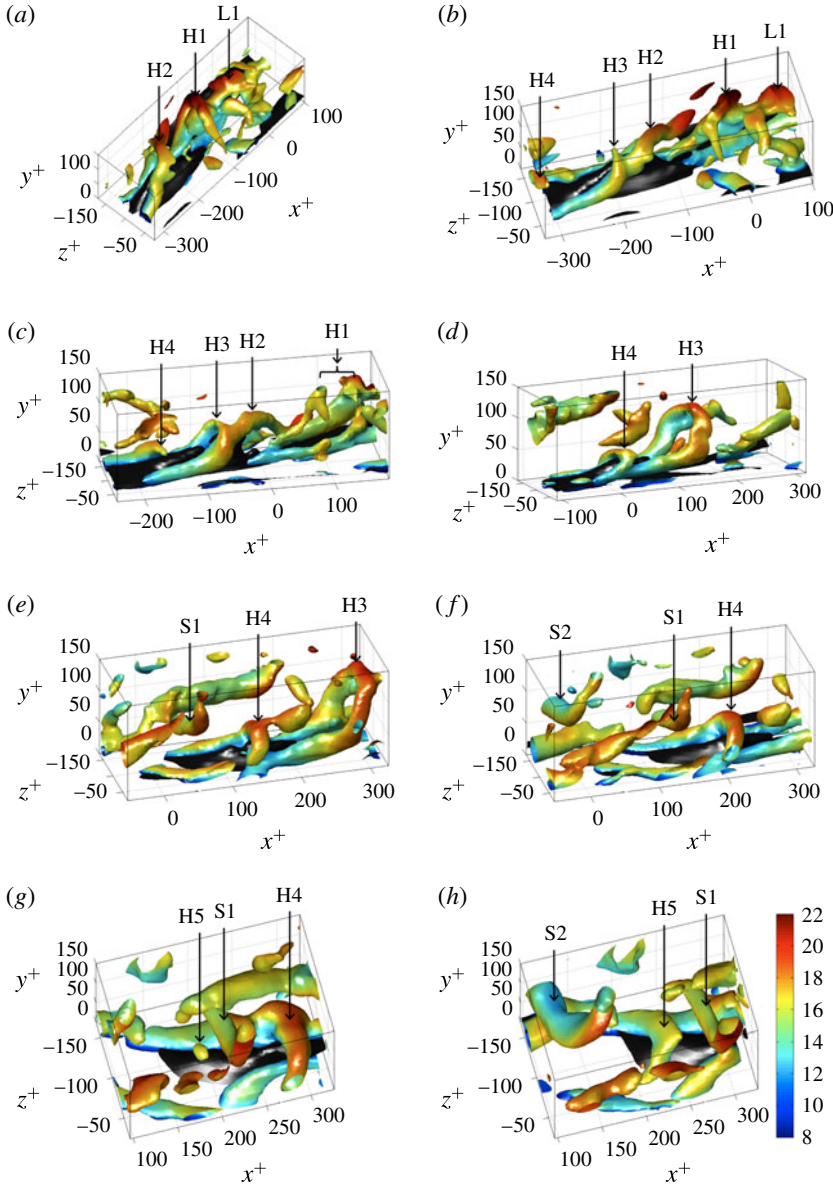 (a)
L1
H1
H2
100
0
y+
−150
z+
−50
−300
−200
−100
0
100
x+
(b)
L1
H1
H2
H3
H4
150
100
50
0
y+
−150
−100
−50
z+
−300
−200
−100
0
100
x+
(c)
H1
H4 H3 H2
150
100
50
0
y+
−150
−50
z+
−200
−100
0
100
x+
(d)
H3
H4
150
100
50
0
y+
−150
−50
z+
−100
0
100
200
300
x+
(e)
H3
S1 H4
150
100
50
0
y+
−150
−50
z+
0
100
200
300
x+
(f)
S2 S1 H4
150
100
50
0
y+
−150
−50
z+
0
100
200
300
x+
(g)
H5 S1 H4
150
100
50
0
y+
−150
−100
−50
z+
100
150
200
250
300
x+
(h)
S2 H5 S1
150
100
50
0
y+
−150
−100
−50
z+
100
150
200
250
300
x+
22
20
18
16
14
12
10
8